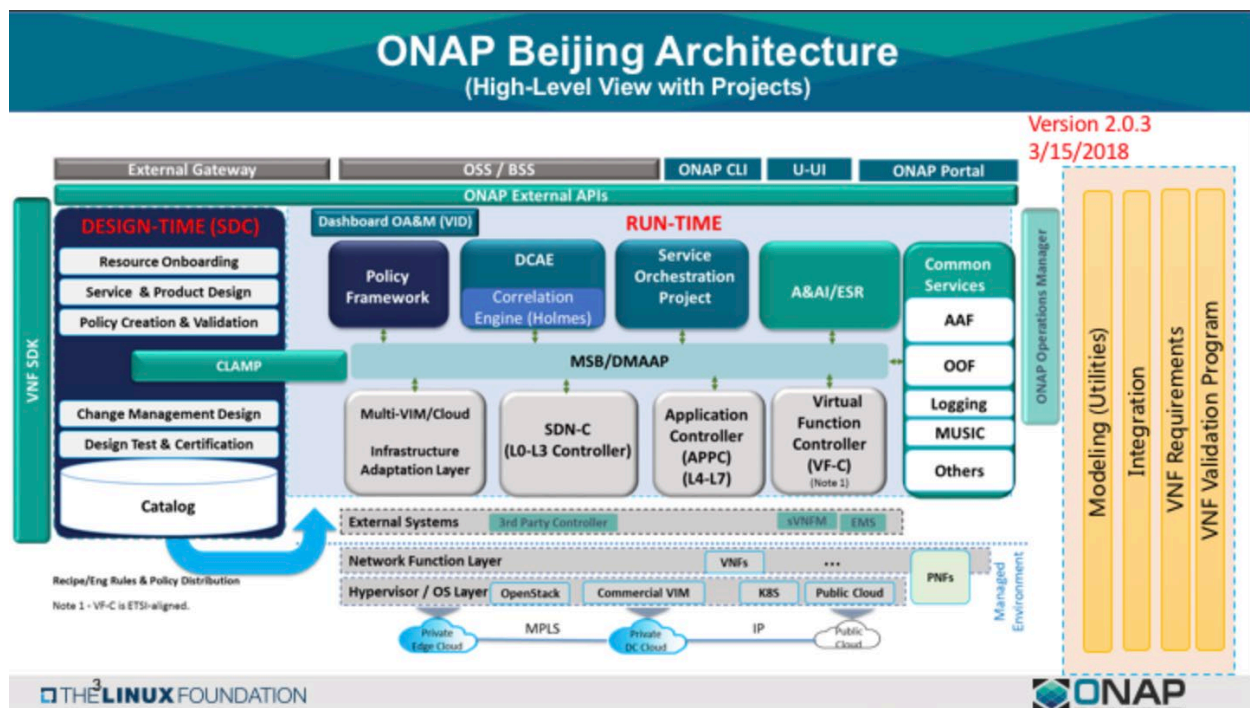 ONAP Beijing Architecture
(High-Level View with Projects)
Version 2.0.3
3/15/2018
External Gateway
OSS / BSS
ONAP CLI
U-UI
ONAP Portal
ONAP External APIs
VNF SDK
DESIGN-TIME (SDC)
Resource Onboarding
Service & Product Design
Policy Creation & Validation
CLAMP
Change Management Design
Design Test & Certification
Catalog
Dashboard OA&M (VID)
RUN-TIME
Policy
Framework
DCAE
Correlation
Engine (Holmes)
Service
Orchestration
Project
A&AI/ESR
MSB/DMAAP
Multi-VIM/Cloud
Infrastructure
Adaptation Layer
SDN-C
(L0-L3 Controller)
Application
Controller
(APPC)
(L4-L7)
Virtual
Function
Controller
(VF-C)
(Note 1)
Common
Services
AAF
OOF
Logging
MUSIC
Others
ONAP Operations Manager
Modeling (Utilities)
Integration
VNF Requirements
VNF Validation Program
External Systems
3rd Party Controller
sVNFM
EMS
Network Function Layer
VNFs
...
PNFs
Hypervisor / OS Layer
OpenStack
Commercial VIM
K8S
Public Cloud
Managed
Environment
Private
Edge Cloud
MPLS
Private
DC Cloud
IP
Public
Cloud
Recipe/Eng Rules & Policy Distribution
Note 1 - VF-C is ETSI-aligned.
3
THE LINUX FOUNDATION
ONAP